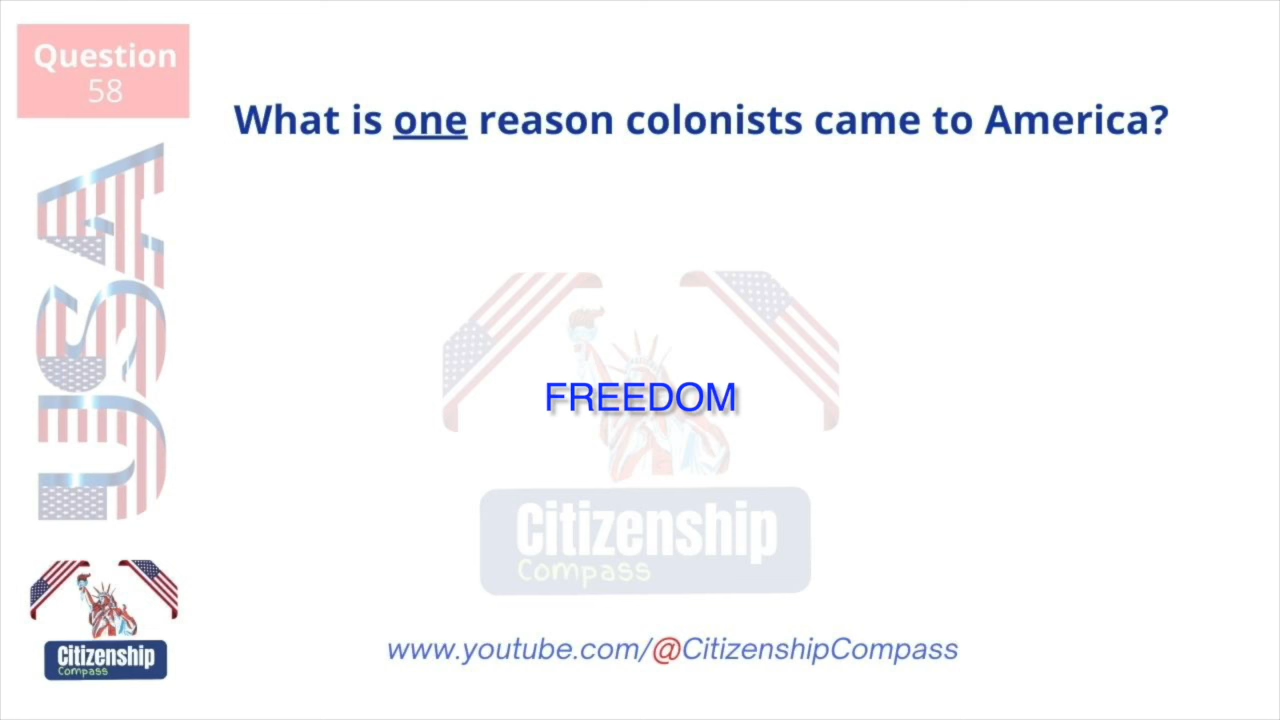 Question
58
What is one reason colonists came to America?
USA
FREEDOM
Citizenship
Compass
Citizenship
Compass
www.youtube.com/@CitizenshipCompass